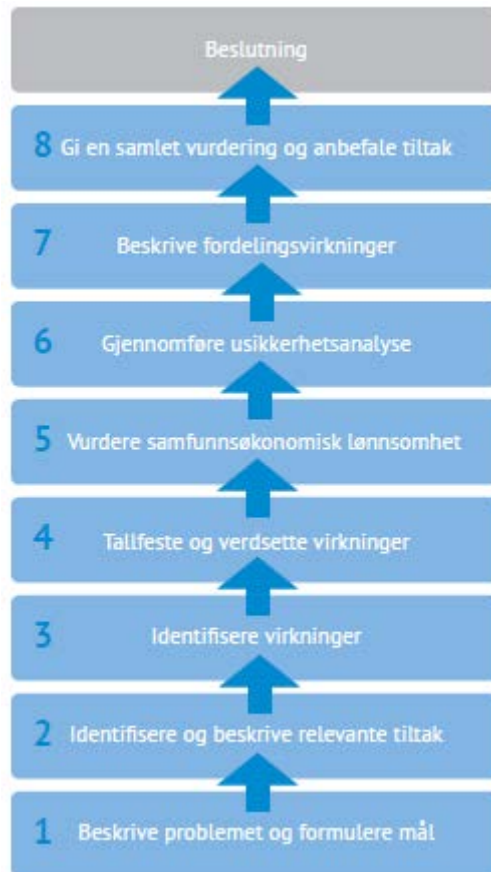 Beslutning
8 Gi en samlet vurdering og anbefale tiltak
7 Beskrive fordelingsvirkninger
6 Gjennomføre usikkerhetsanalyse
5 Vurdere samfunnsøkonomisk lønnsomhet
4 Tallfeste og verdsette virkninger
3 Identifisere virkninger
2 Identifisere og beskrive relevante tiltak
1 Beskrive problemet og formulere mål